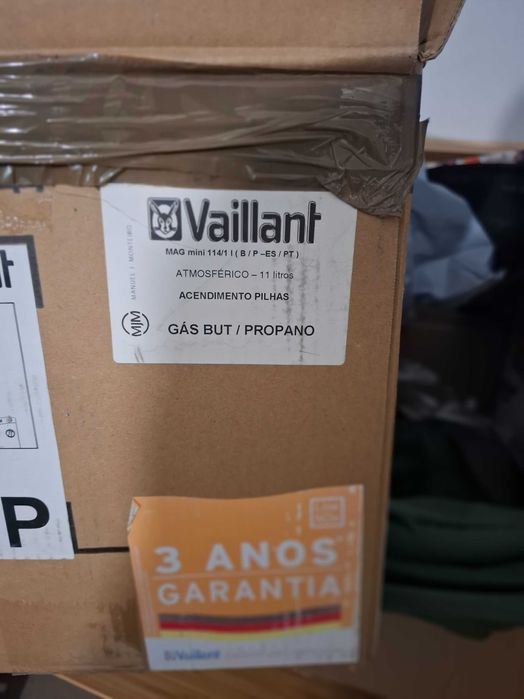 Vaillant
MAG mini 114/1 I ( B / P –ES / PT )
ATMOSFÉRICO – 11 litros
ACENDIMENTO PILHAS
GÁS BUT / PROPANO
MANUEL J MONTEIRO
MJM
P
3 ANOS
GARANTIA
Vaillant